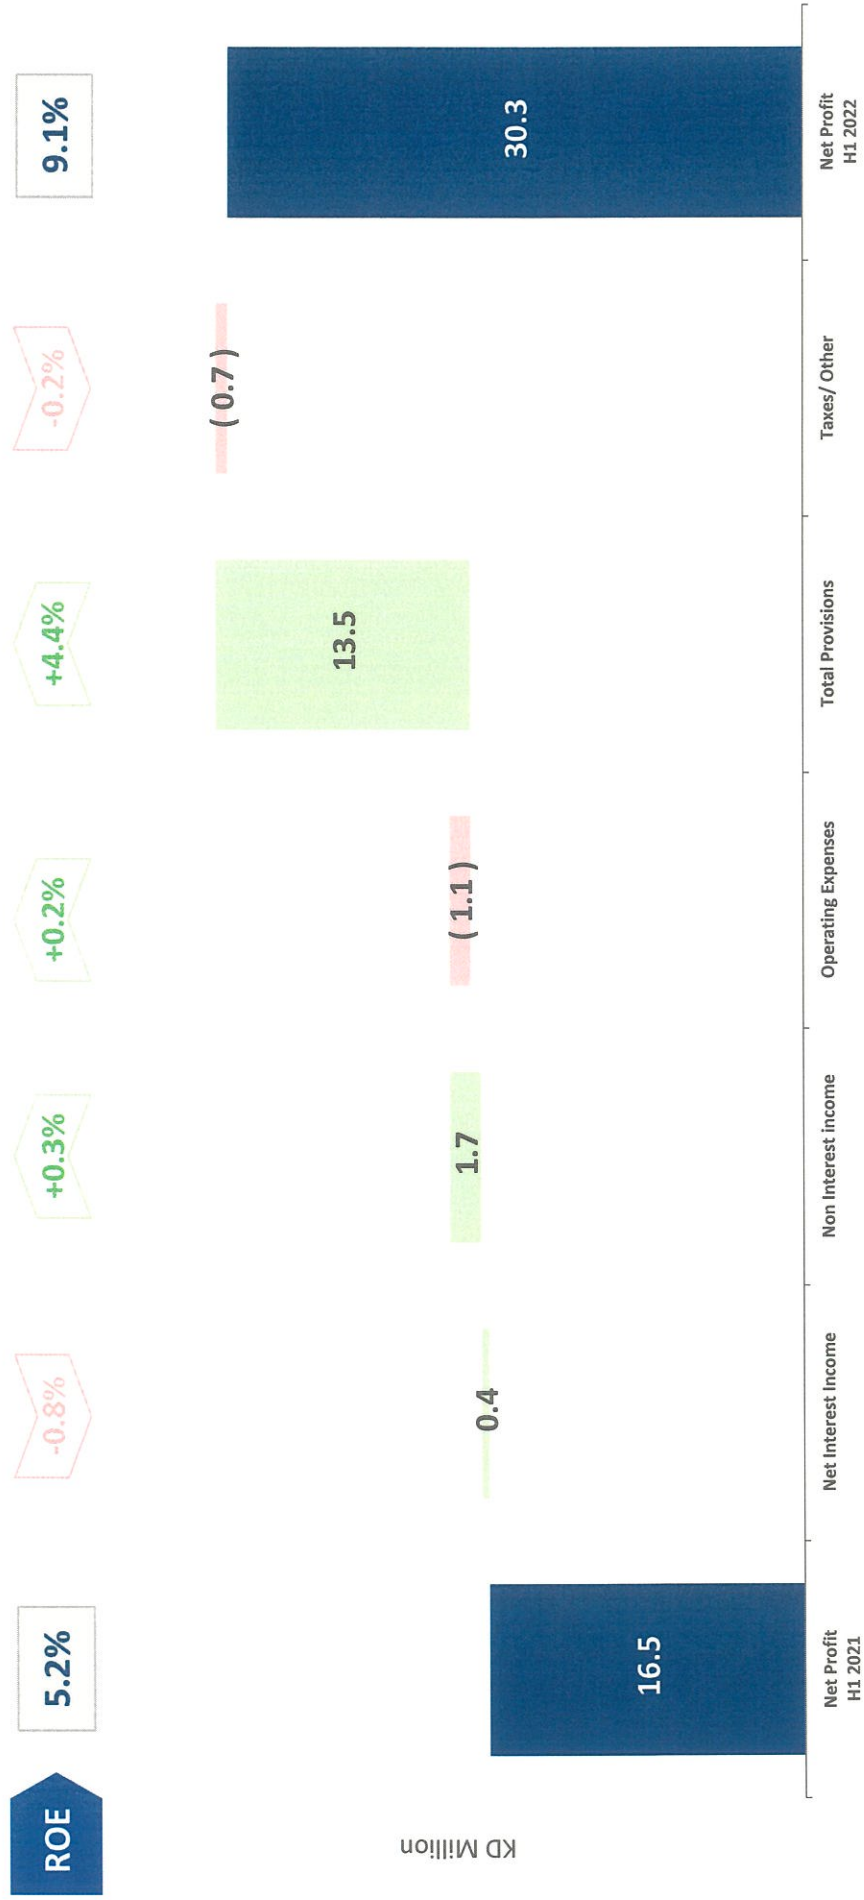 ROE
5.2%
-0.8%
+0.3%
+0.2%
+4.4%
-0.2%
9.1%
KD Million
16.5
0.4
1.7
( 1.1 )
13.5
( 0.7 )
30.3
Net Profit
H1 2021
Net Interest Income
Non Interest income
Operating Expenses
Total Provisions
Taxes/ Other
Net Profit
H1 2022